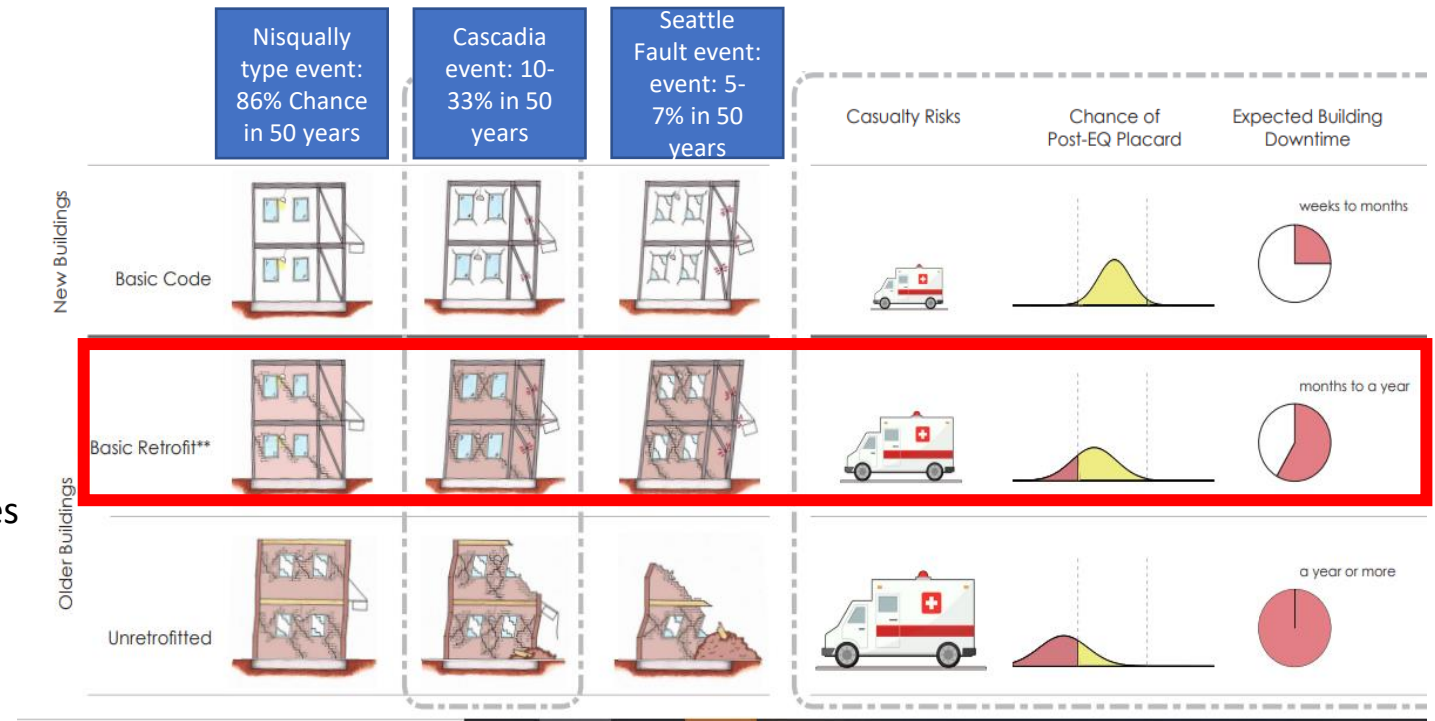 Nisqually
type event:
86% Chance
in 50 years
Cascadia
event: 10-
33% in 50
years
Seattle
Fault event:
event: 5-
7% in 50
years
Casualty Risks
Chance of
Post-EQ Placard
Expected Building
Downtime
New Buildings
Basic Code
weeks to months
Older Buildings
Basic Retrofit**
months to a year
es
Unretrofitted
a year or more